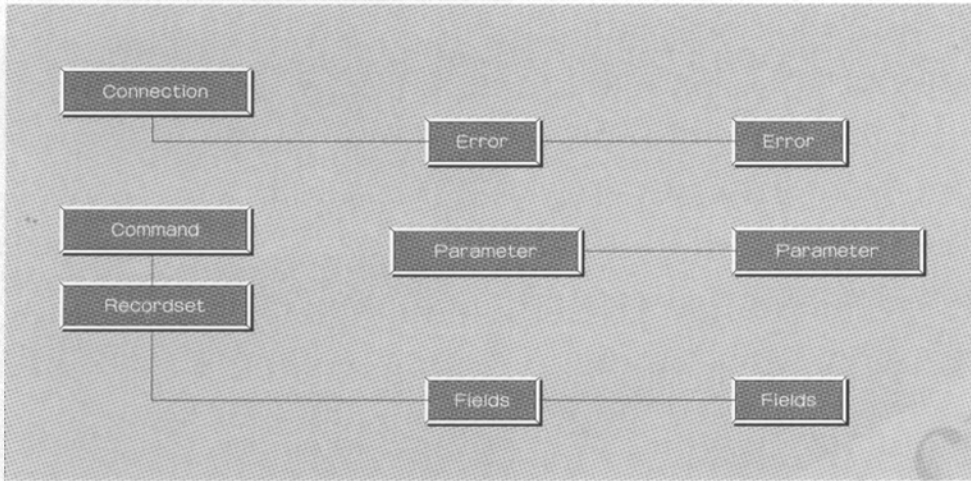 Connection
Error Error
Command
Parameter Parameter
Recordset
Fields Fields